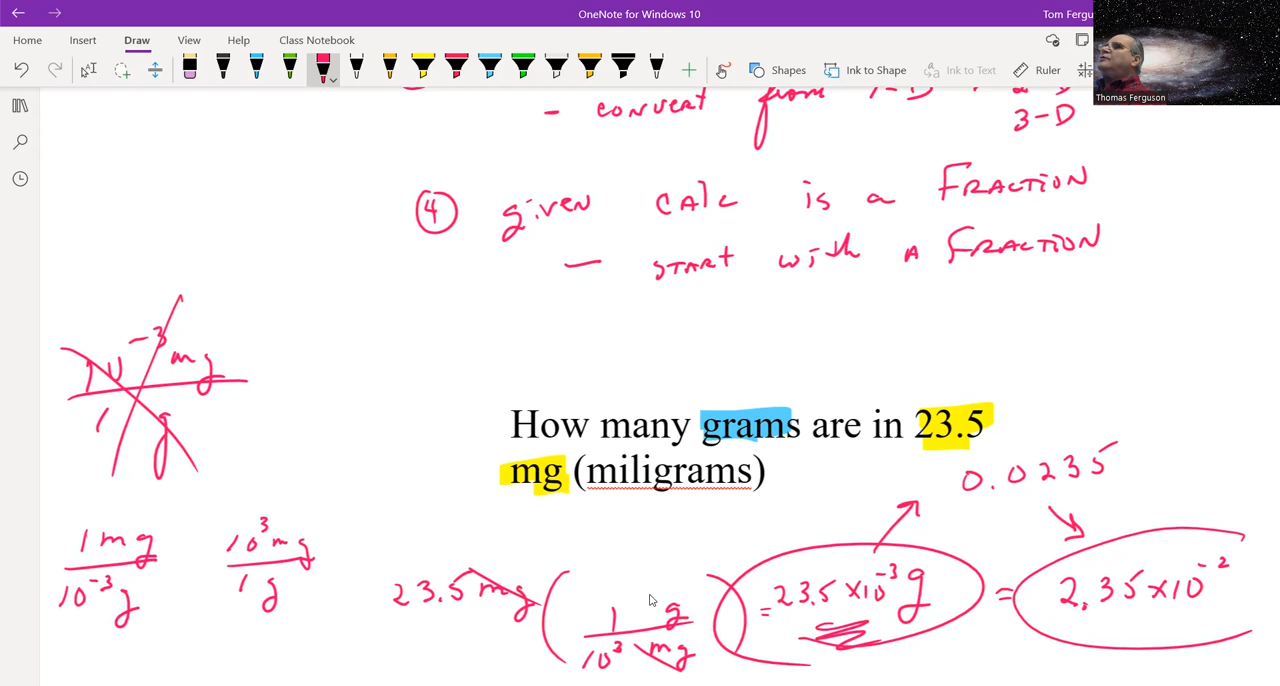 OneNote for Windows 10
Tom Fergu
Home Insert Draw View Help Class Notebook
Shapes Ink to Shape Ink to Text Ruler
Thomas Ferguson
- convert from
3-D
④ given calc is a FRACTION
- START with a FRACTION
10⁻³ mg
1 g
How many grams are in 23.5
mg (miligrams)
0.0235
1 mg
10⁻³ g
10³ mg
1 g
23.5 mg ( 1 g / 10³ mg ) = 23.5 x 10⁻³ g = 2.35 x 10⁻²